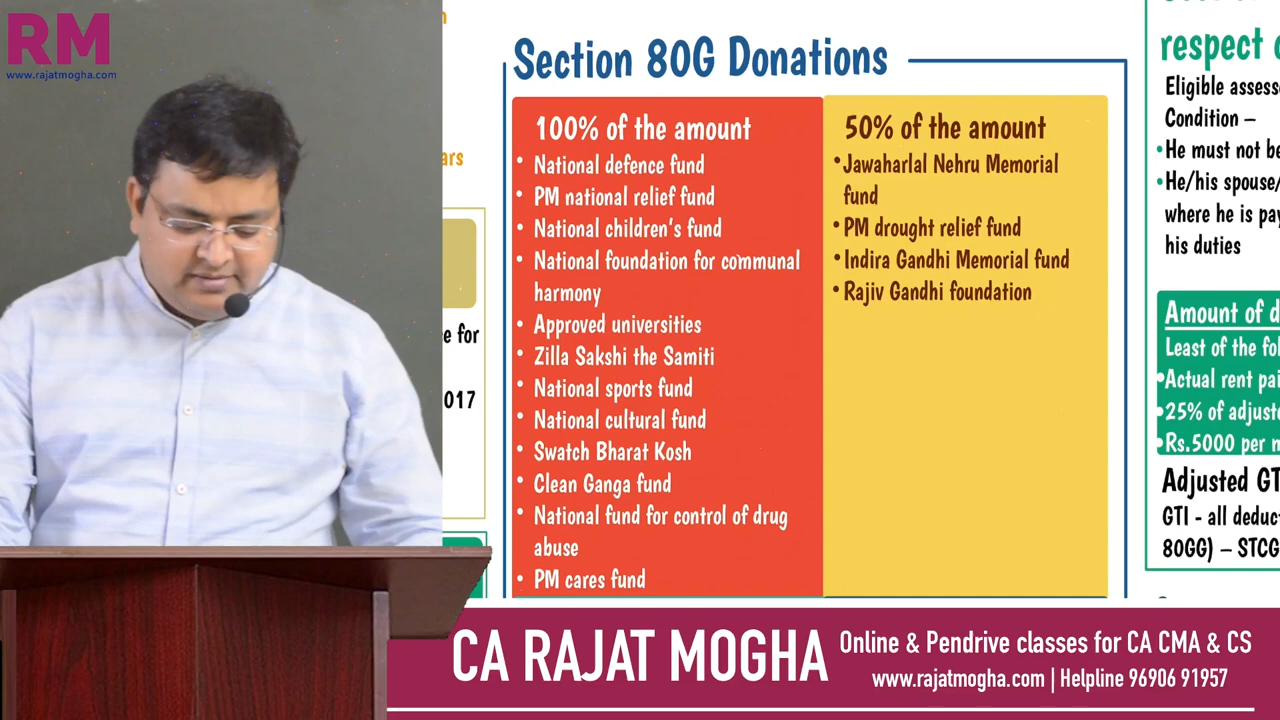 RM
www.rajatmogha.com
ars
e for
017
Section 80G Donations
100% of the amount
• National defence fund
• PM national relief fund
• National children's fund
• National foundation for communal
harmony
• Approved universities
• Zilla Sakshi the Samiti
• National sports fund
• National cultural fund
• Swatch Bharat Kosh
• Clean Ganga fund
• National fund for control of drug
abuse
• PM cares fund
50% of the amount
• Jawaharlal Nehru Memorial
fund
• PM drought relief fund
• Indira Gandhi Memorial fund
• Rajiv Gandhi foundation
respect
Eligible assess
Condition –
• He must not be
• He/his spouse/
where he is pay
his duties
Amount of d
Least of the fol
• Actual rent pai
• 25% of adjust
• Rs.5000 per
Adjusted GT
GTI - all deduc
80GG) – STCG
CA RAJAT MOGHA
Online & Pendrive classes for CA CMA & CS
www.rajatmogha.com | Helpline 96906 91957